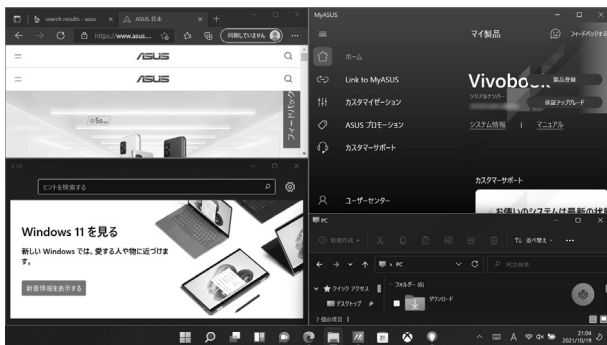 search results - asus
ASUS 日本
https://www.asus....
同期していません
ASUS
ASUS
フィードバック
ヒント
ヒントを検索する
Windows 11 を見る
新しい Windows では、愛する人や物に近づけま
す。
新着情報を表示する
MyASUS
マイ製品
フィードバックする
ホーム
Link to MyASUS
カスタマイゼーション
ASUS プロモーション
カスタマーサポート
ユーザーセンター
製品登録
シリアルナンバー
保証アップグレード
システム情報
マニュアル
カスタマーサポート
PC
新規作成
並べ替え
PC
PCの検索
クイック アクセス
デスクトップ
フォルダー (6)
ダウンロード
7 個の項目
A
21:04
2021/10/19